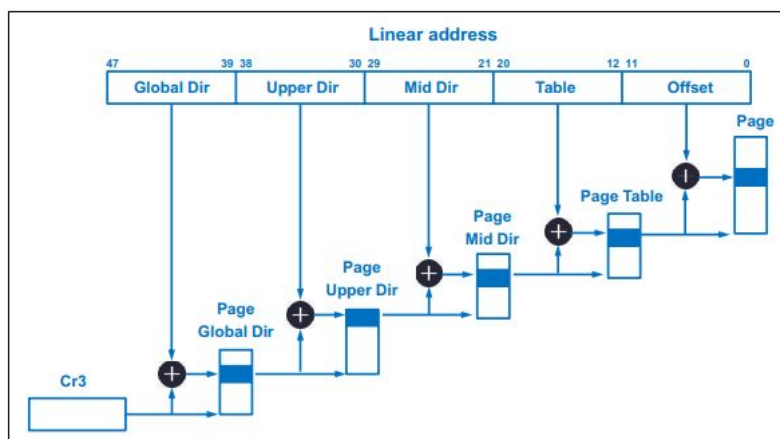 Linear address
47 39 38 30 29 21 20 12 11 0
Global Dir Upper Dir Mid Dir Table Offset
Page
Page Table
Page
Mid Dir
Page
Upper Dir
Page
Global Dir
Cr3